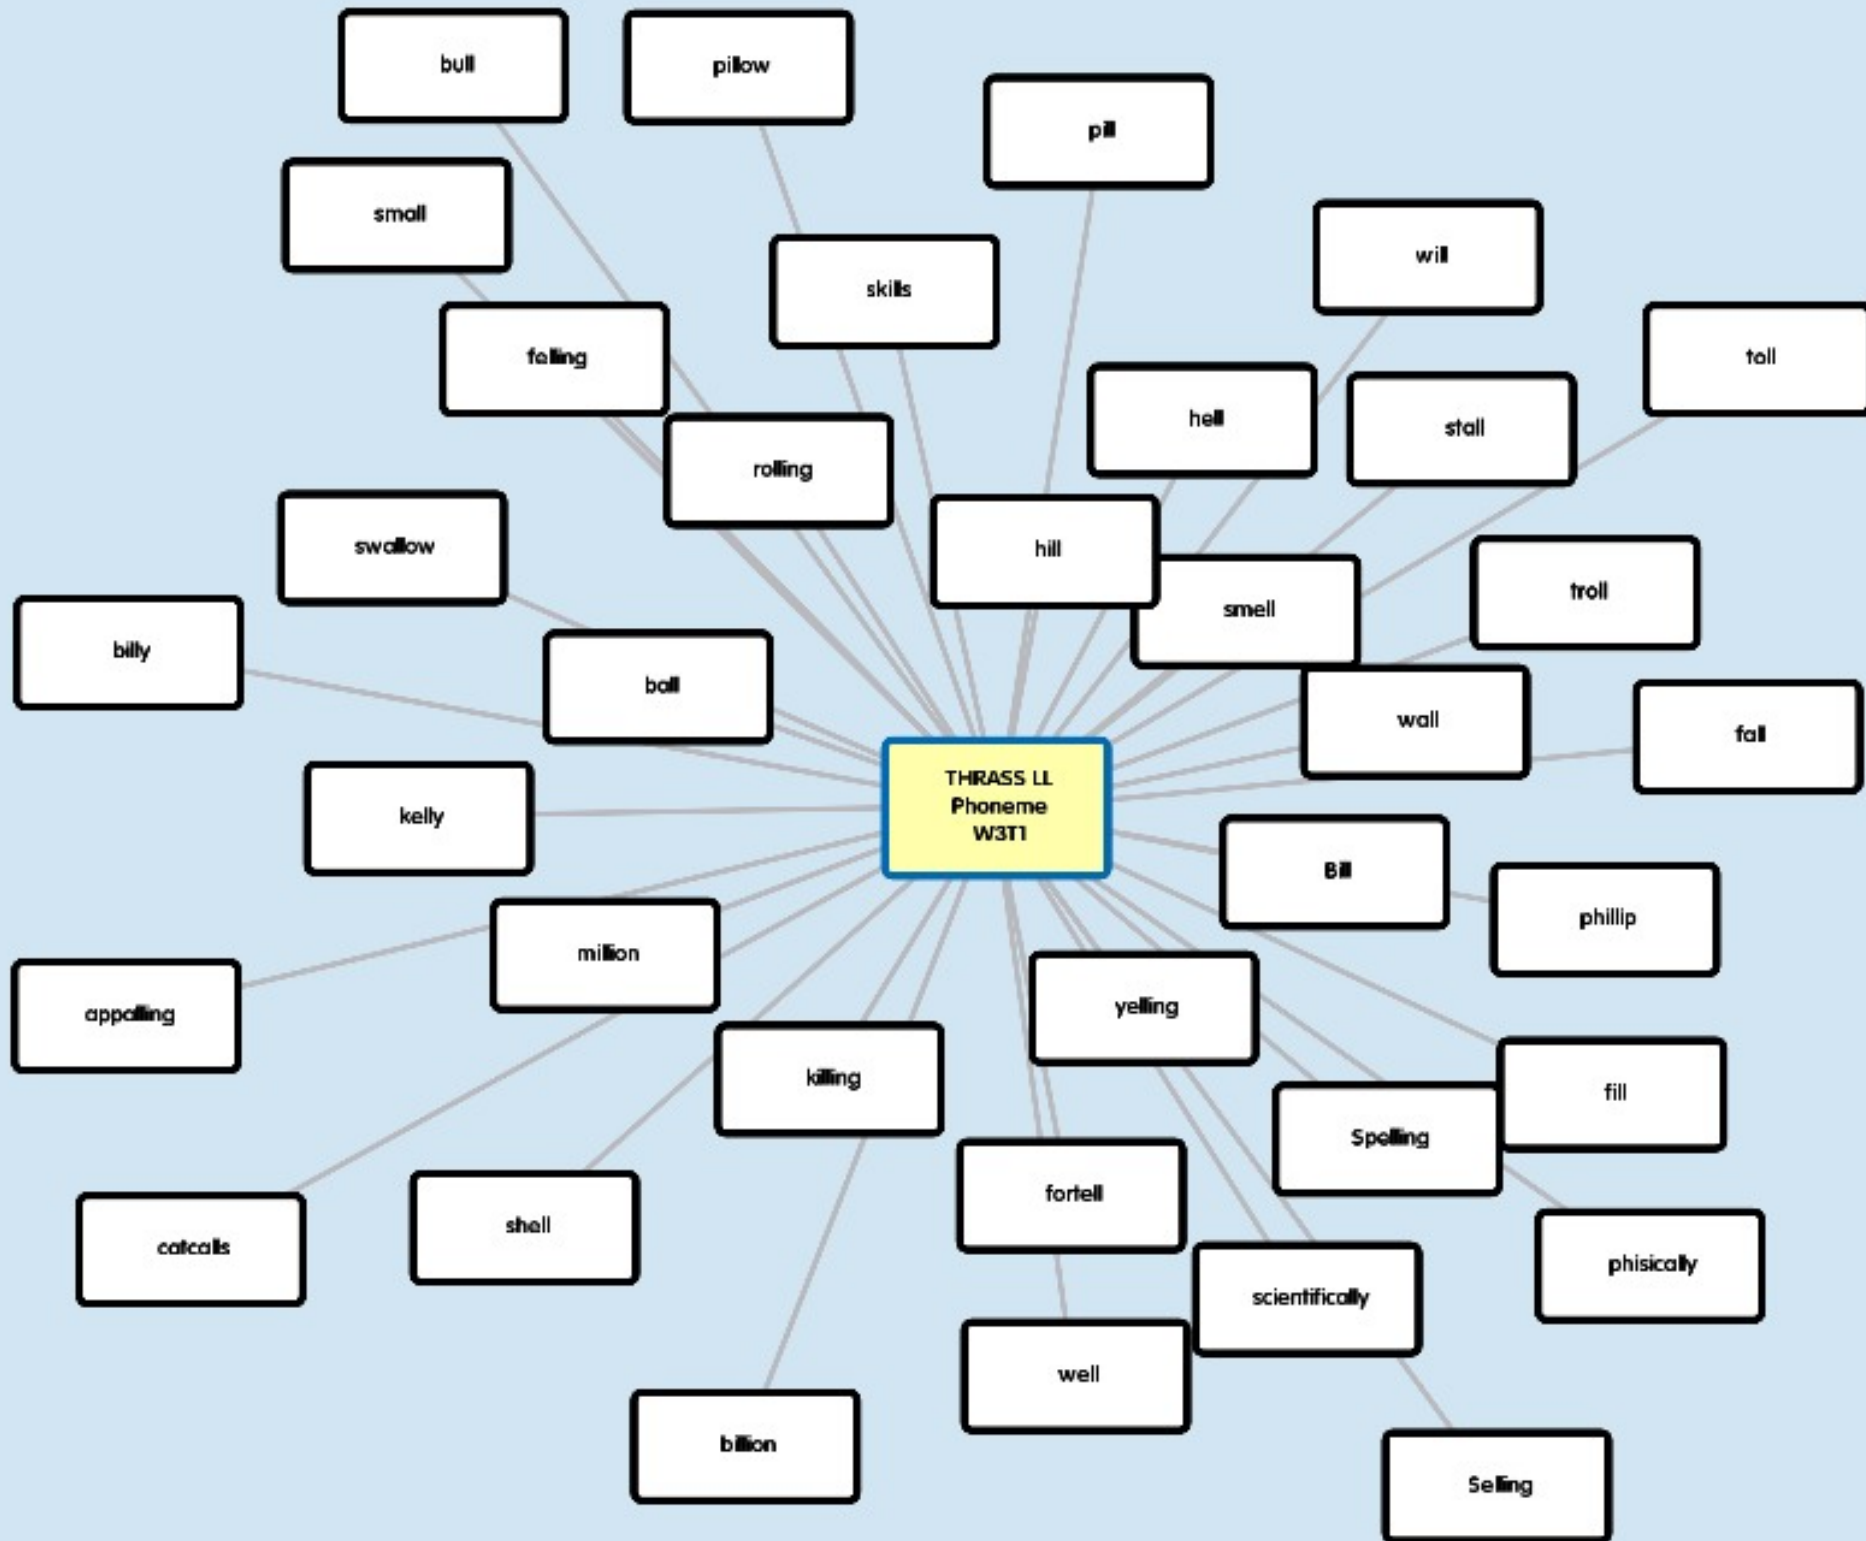 bull
pillow
pill
small
will
skills
toll
felling
hell
stall
rolling
swallow
hill
troll
smell
billy
ball
wall
fall
THRASS LL
Phoneme
W3T1
kelly
Bill
phillip
million
yelling
appalling
killing
fill
Spelling
fortell
shell
catcalls
phisically
scientifically
well
billion
Selling